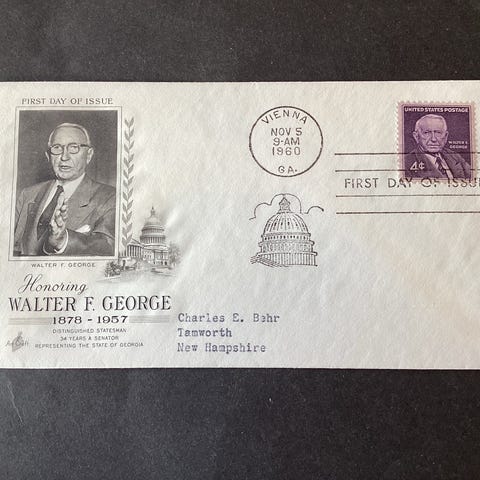 FIRST DAY OF ISSUE
WALTER F. GEORGE
Honoring
WALTER F. GEORGE
1878 - 1957
DISTINGUISHED STATESMAN
34 YEARS A SENATOR
REPRESENTING THE STATE OF GEORGIA
ArtCraft
VIENNA
NOV 5
9-AM
1960
GA.
UNITED STATES POSTAGE
WALTER F.
GEORGE
4¢
FIRST DAY OF ISSUE
Charles E. Behr
Tamworth
New Hampshire